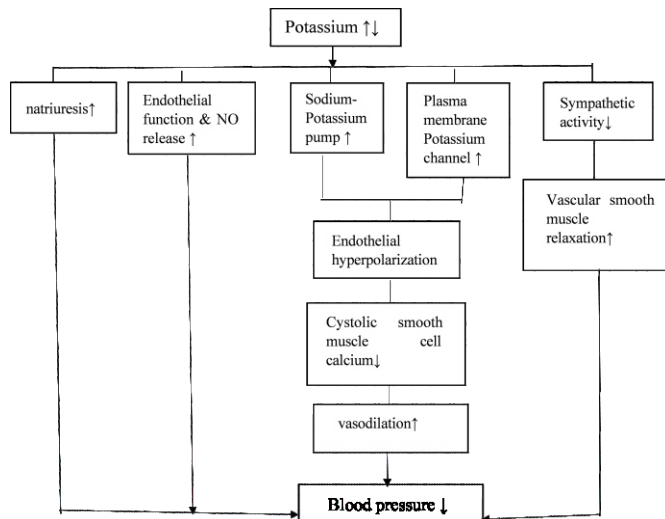 Potassium ↑↓
natriuresis↑
Endothelial
function & NO
release ↑
Sodium-
Potassium
pump ↑
Plasma
membrane
Potassium
channel ↑
Sympathetic
activity↓
Vascular smooth
muscle
relaxation↑
Endothelial
hyperpolarization
Cystolic smooth
muscle cell
calcium↓
vasodilation↑
Blood pressure ↓